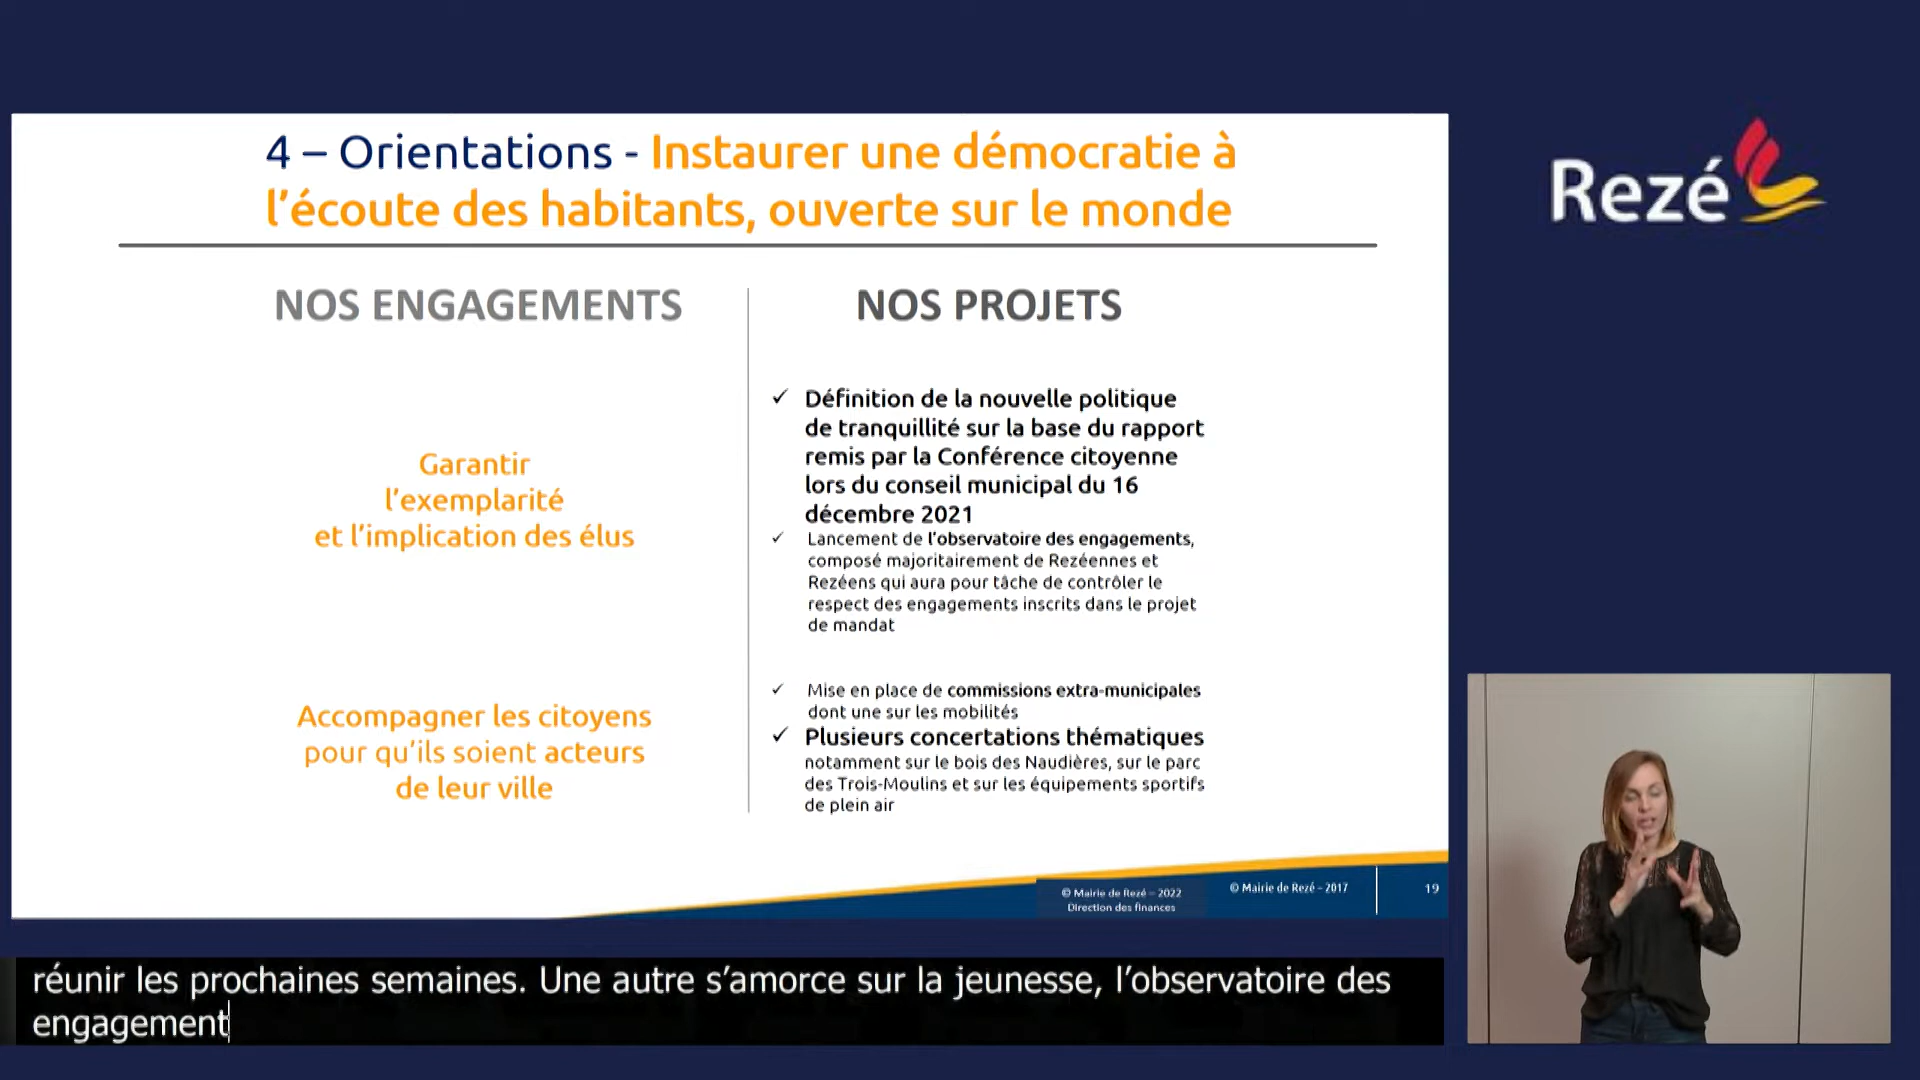 4 – Orientations - Instaurer une démocratie à
l’écoute des habitants, ouverte sur le monde
Rezé
NOS ENGAGEMENTS
Garantir
l’exemplarité
et l’implication des élus
Accompagner les citoyens
pour qu’ils soient acteurs
de leur ville
NOS PROJETS
✓ Définition de la nouvelle politique
de tranquillité sur la base du rapport
remis par la Conférence citoyenne
lors du conseil municipal du 16
décembre 2021
✓ Lancement de l’observatoire des engagements,
composé majoritairement de Rezéennes et
Rezéens qui aura pour tâche de contrôler le
respect des engagements inscrits dans le projet
de mandat
✓ Mise en place de commissions extra-municipales
dont une sur les mobilités
✓ Plusieurs concertations thématiques
notamment sur le bois des Naudières, sur le parc
des Trois-Moulins et sur les équipements sportifs
de plein air
© Mairie de Rezé – 2022
Direction des finances
© Mairie de Rezé - 2017
19
réunir les prochaines semaines. Une autre s’amorce sur la jeunesse, l’observatoire des
engagement